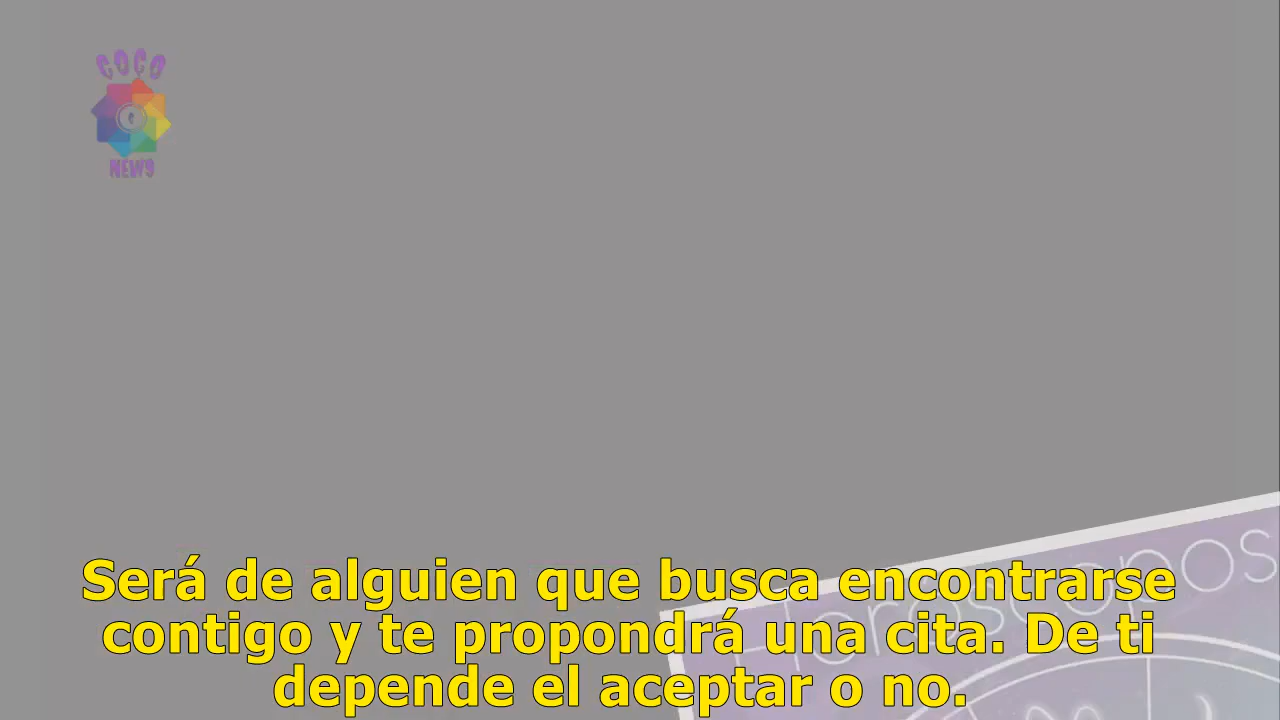 COCO
NEWS
Horoscopos
Será de alguien que busca encontrarse
contigo y te propondrá una cita. De ti
depende el aceptar o no.